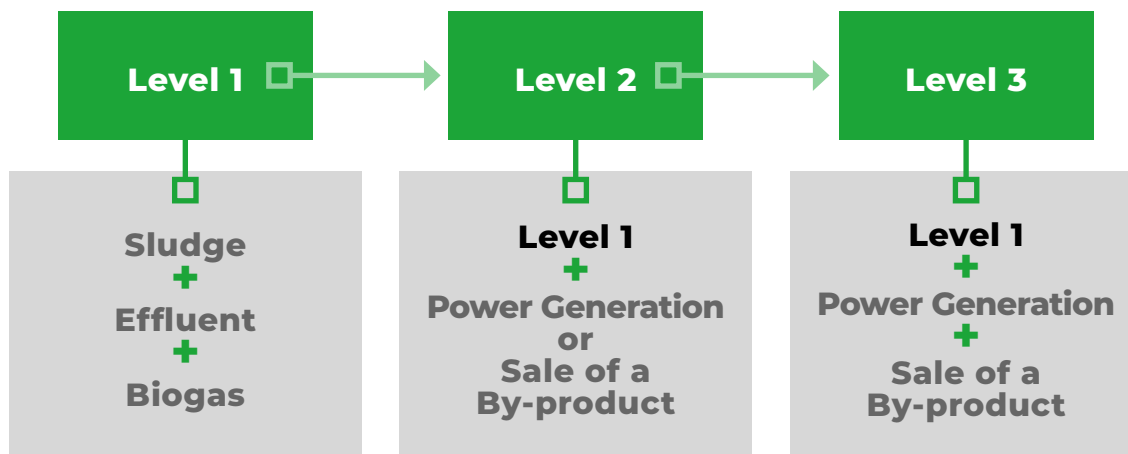 Level 1
Level 2
Level 3
Sludge
+
Effluent
+
Biogas
Level 1
+
Power Generation
or
Sale of a
By-product
Level 1
+
Power Generation
+
Sale of a
By-product